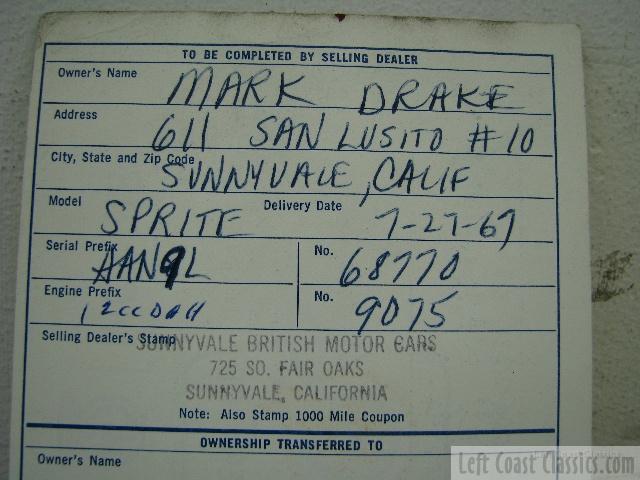 TO BE COMPLETED BY SELLING DEALER
Owner's Name MARK DRAKE
Address 611 SAN LUSITO #10
City, State and Zip Code SUNNYVALE, CALIF
Model SPRITE Delivery Date 7-27-67
Serial Prefix HAN9L No. 68770
Engine Prefix 12CCDAH No. 9075
Selling Dealer's Stamp SUNNYVALE BRITISH MOTOR CARS
725 SO. FAIR OAKS
SUNNYVALE, CALIFORNIA
Note: Also Stamp 1000 Mile Coupon
OWNERSHIP TRANSFERRED TO
Owner's Name
Left Coast Classics.com